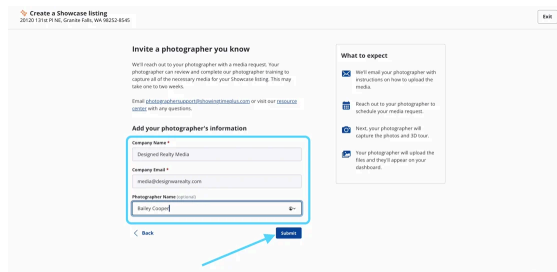 Create a Showcase listing
20120 131st Pl NE, Granite Falls, WA 98252-8545
Exit
Invite a photographer you know
We'll reach out to your photographer with a media request. Your
photographer can review and complete our photographer training to
capture all of the necessary media for your Showcase listing. This may
take one to two weeks.
Email photographersupport@showingtimeplus.com or visit our resource
center with any questions.
Add your photographer's information
Company Name *
Designed Realty Media
Company Email *
media@designwarealty.com
Photographer Name (optional)
Bailey Cooper
Back
Submit
What to expect
We'll email your photographer with
instructions on how to upload the
media.
Reach out to your photographer to
schedule your media request.
Next, your photographer will
capture the photos and 3D tour.
Your photographer will upload the
files and they'll appear on your
dashboard.